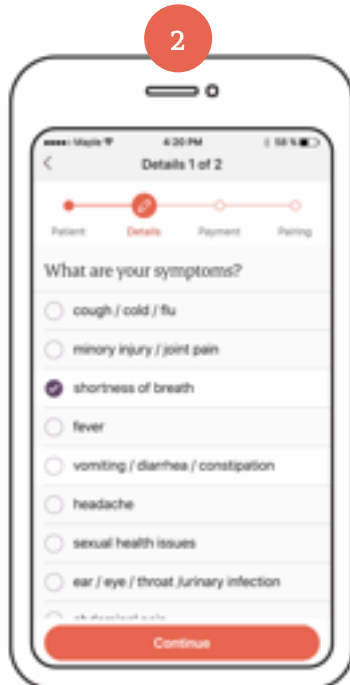 2
Maple 4:20 PM 58%
Details 1 of 2
Patient Details Payment Pairing
What are your symptoms?
cough / cold / flu
minory injury / joint pain
shortness of breath
fever
vomiting / diarrhea / constipation
headache
sexual health issues
ear / eye / throat /urinary infection
Continue